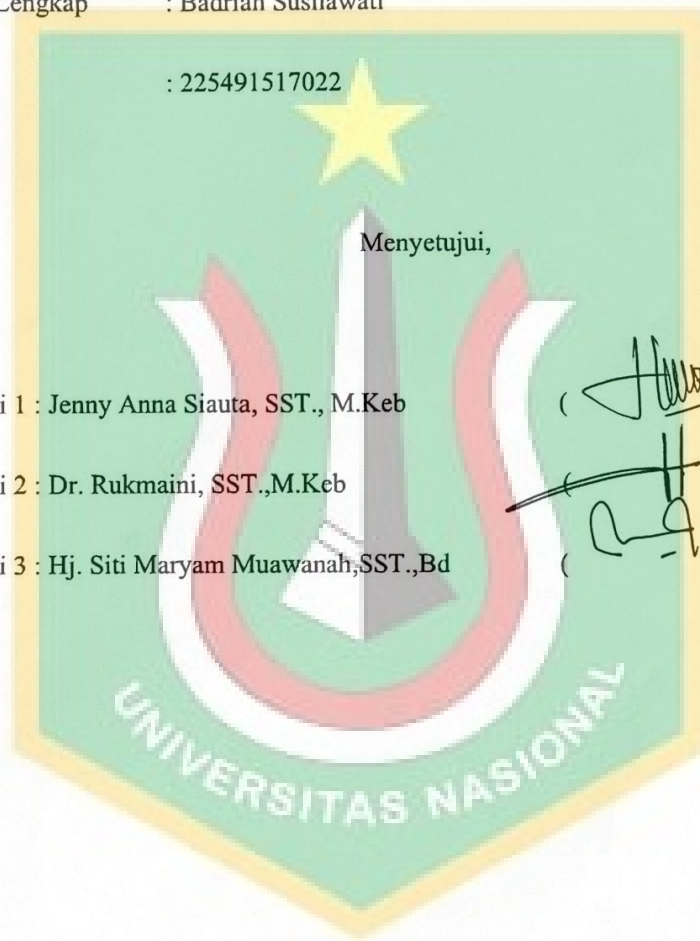 Lengkap : Badriah Susilawati
: 225491517022
Menyetujui,
i 1 : Jenny Anna Siauta, SST., M.Keb (
i 2 : Dr. Rukmaini, SST.,M.Keb (
i 3 : Hj. Siti Maryam Muawanah,SST.,Bd (
UNIVERSITAS NASIONAL